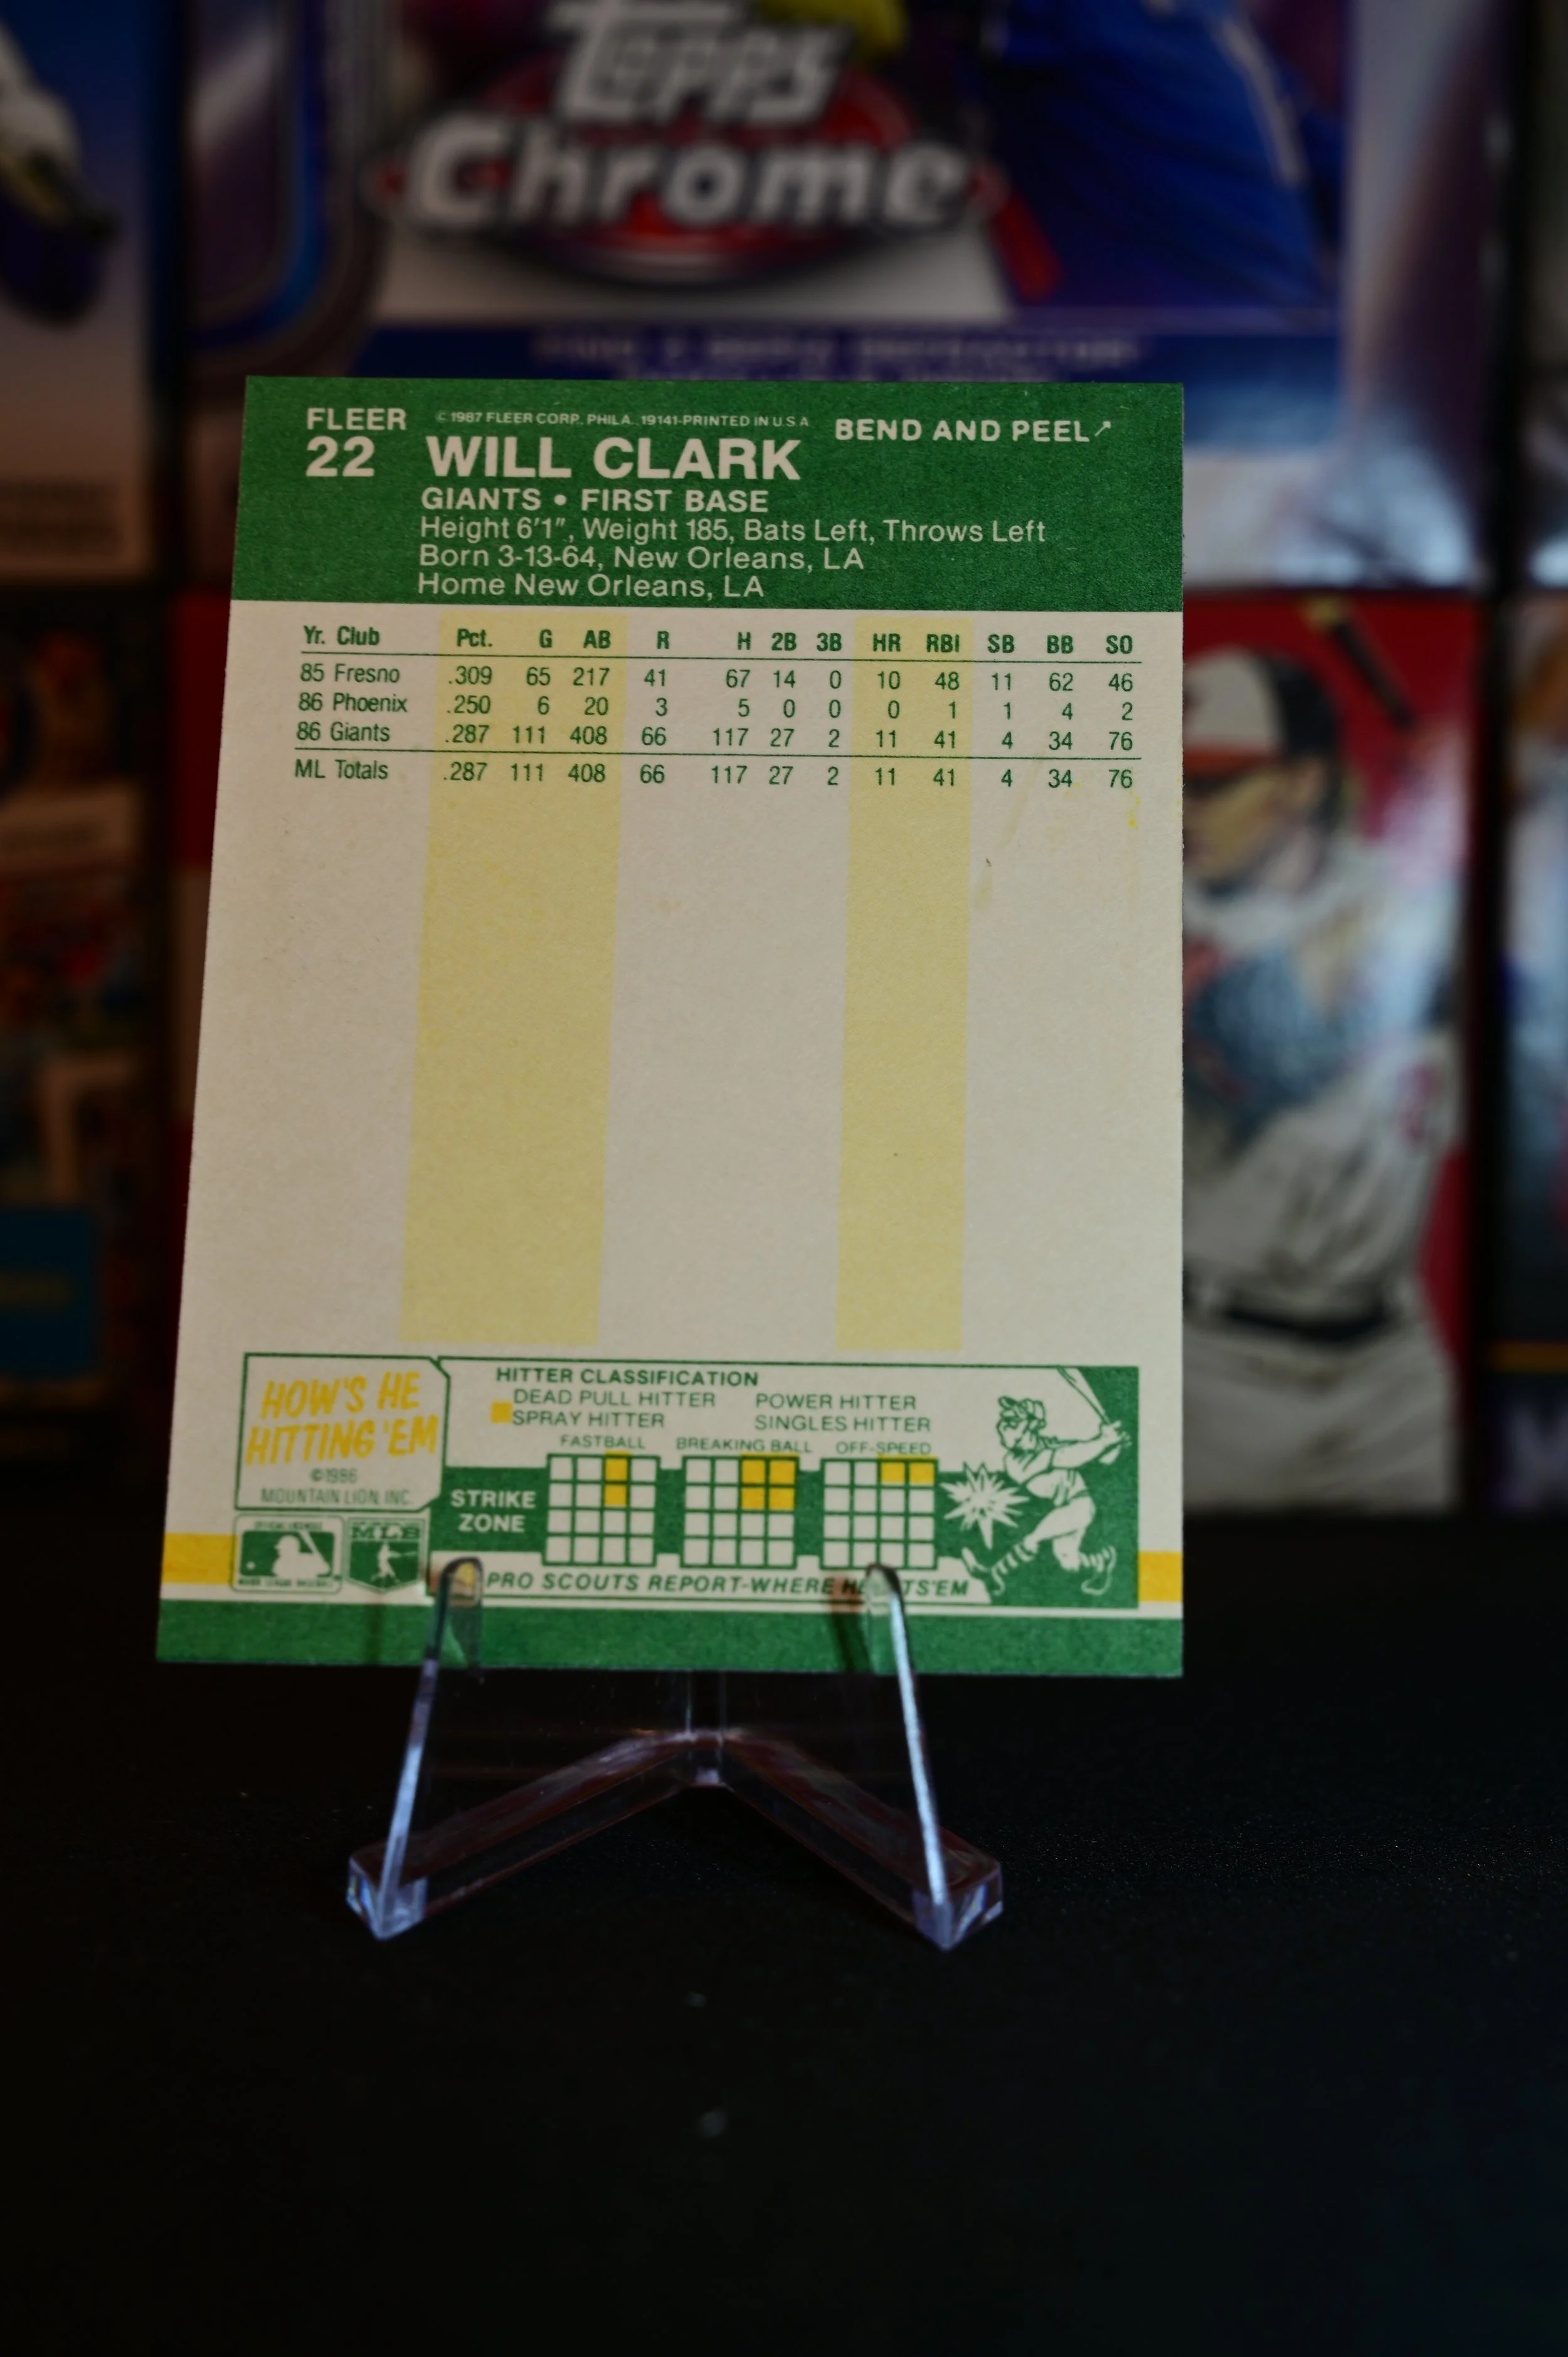 Topps
Chrome
FLEER © 1987 FLEER CORP. PHILA. 19141-PRINTED IN U.S.A BEND AND PEEL↗
22 WILL CLARK
GIANTS • FIRST BASE
Height 6'1", Weight 185, Bats Left, Throws Left
Born 3-13-64, New Orleans, LA
Home New Orleans, LA
Yr. Club Pct. G AB R H 2B 3B HR RBI SB BB SO
85 Fresno .309 65 217 41 67 14 0 10 48 11 62 46
86 Phoenix .250 6 20 3 5 0 0 0 1 1 4 2
86 Giants .287 111 408 66 117 27 2 11 41 4 34 76
ML Totals .287 111 408 66 117 27 2 11 41 4 34 76
HOW'S HE
HITTING 'EM
©1986
MOUNTAIN LION INC.
HITTER CLASSIFICATION
DEAD PULL HITTER POWER HITTER
SPRAY HITTER SINGLES HITTER
FASTBALL BREAKING BALL OFF-SPEED
STRIKE
ZONE
MLB
PRO SCOUTS REPORT-WHERE HE HITS'EM